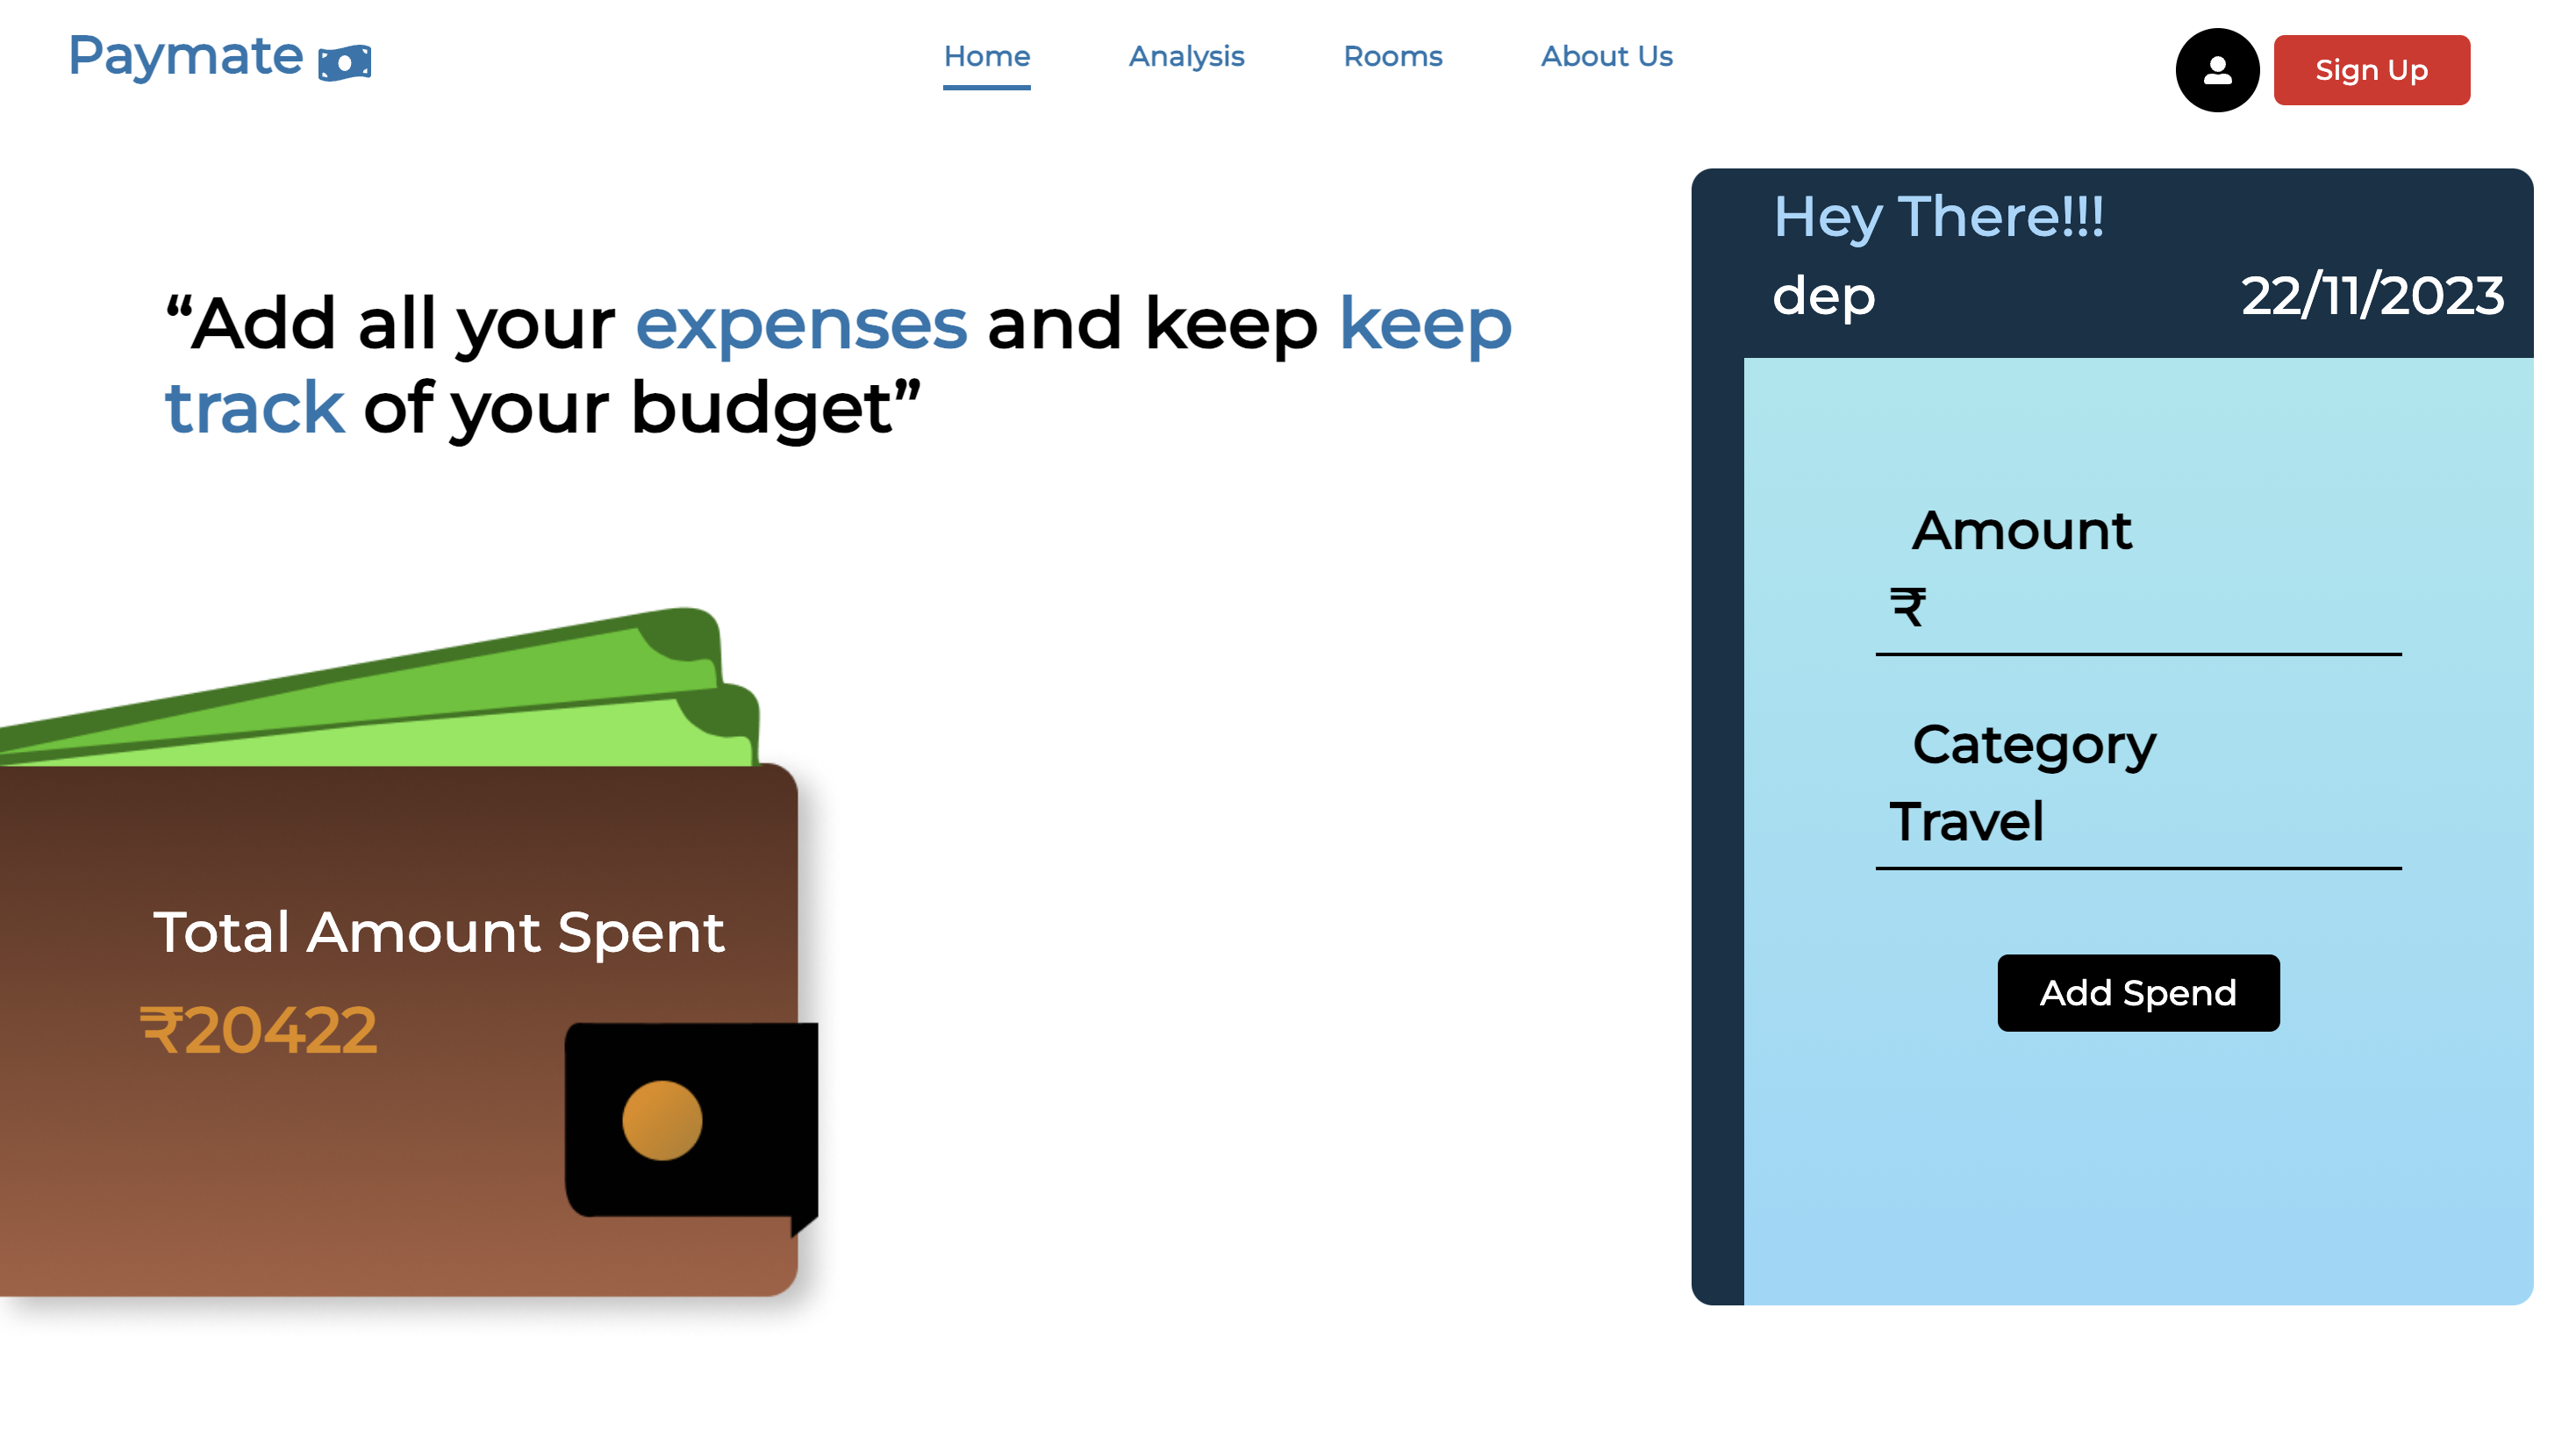 Paymate
Home Analysis Rooms About Us
Sign Up
“Add all your expenses and keep keep
track of your budget”
Total Amount Spent
₹20422
Hey There!!!
dep 22/11/2023
Amount
₹
Category
Travel
Add Spend